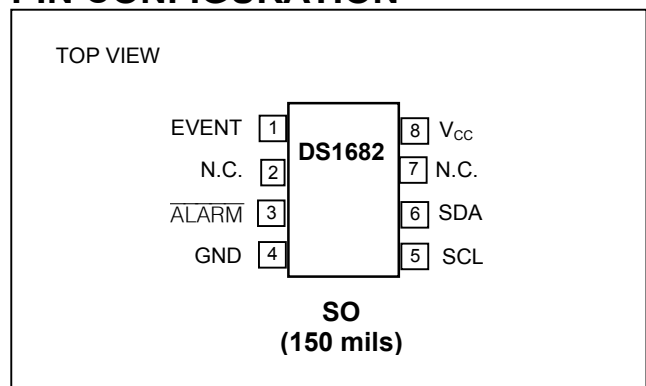 PIN CONFIGURATION
TOP VIEW
EVENT 1 8 VCC
DS1682
N.C. 2 7 N.C.
ALARM 3 6 SDA
GND 4 5 SCL
SO
(150 mils)